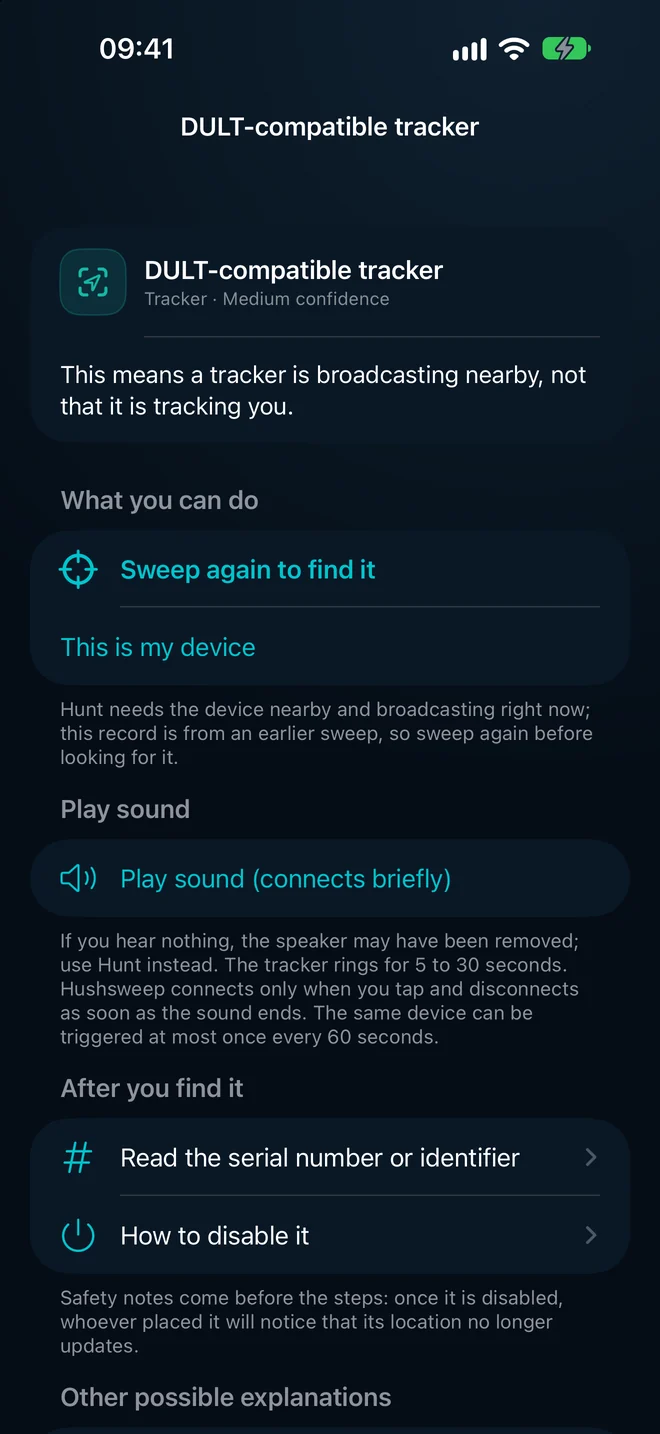 09:41
DULT-compatible tracker
DULT-compatible tracker
Tracker · Medium confidence
This means a tracker is broadcasting nearby, not
that it is tracking you.
What you can do
Sweep again to find it
This is my device
Hunt needs the device nearby and broadcasting right now;
this record is from an earlier sweep, so sweep again before
looking for it.
Play sound
Play sound (connects briefly)
If you hear nothing, the speaker may have been removed;
use Hunt instead. The tracker rings for 5 to 30 seconds.
Hushsweep connects only when you tap and disconnects
as soon as the sound ends. The same device can be
triggered at most once every 60 seconds.
After you find it
Read the serial number or identifier
How to disable it
Safety notes come before the steps: once it is disabled,
whoever placed it will notice that its location no longer
updates.
Other possible explanations